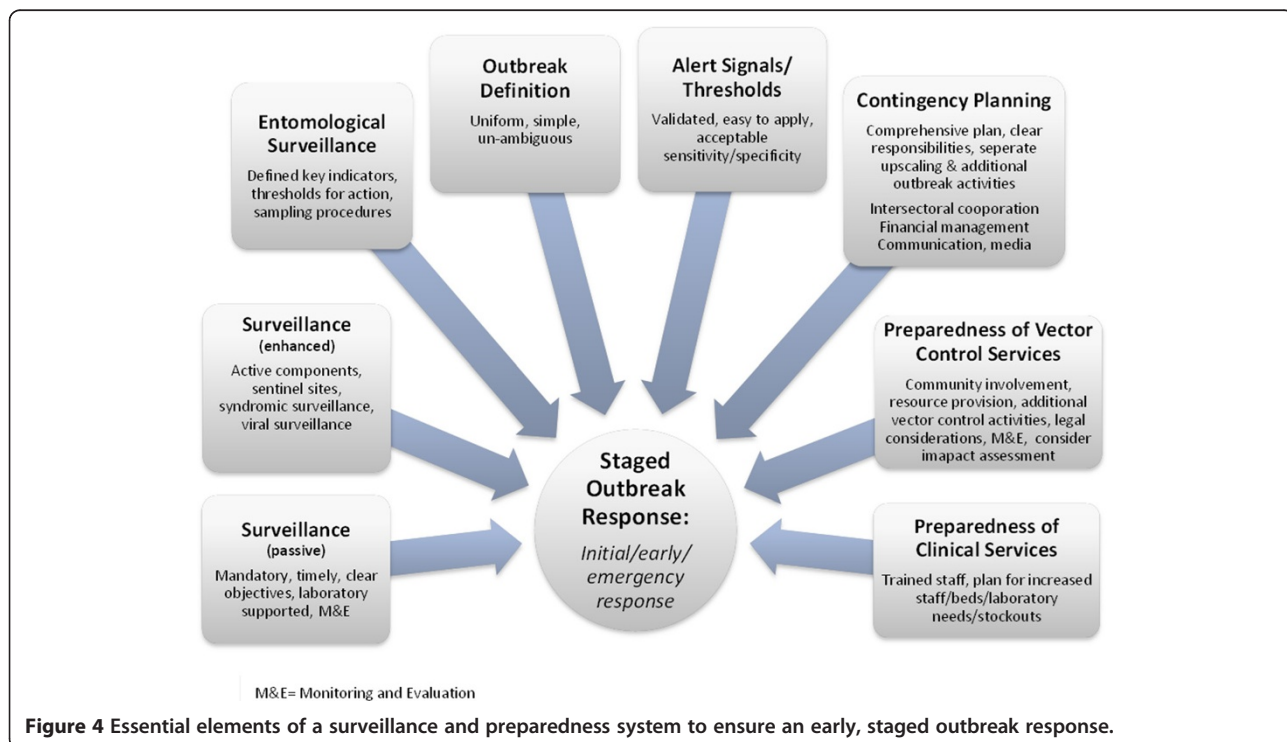 Outbreak
Definition
Uniform, simple,
un-ambiguous
Alert Signals/
Thresholds
Validated, easy to apply,
acceptable
sensitivity/specificity
Entomological
Surveillance
Defined key indicators,
thresholds for action,
sampling procedures
Contingency Planning
Comprehensive plan, clear
responsibilities, seperate
upscaling & additional
outbreak activities
Intersectoral cooporation
Financial management
Communication, media
Surveillance
(enhanced)
Active components,
sentinel sites,
syndromic surveillance,
viral surveillance
Preparedness of Vector
Control Services
Community involvement,
resource provision, additional
vector control activities, legal
considerations, M&E, consider
imapact assessment
Staged
Outbreak
Response:
Initial/early/
emergency
response
Surveillance
(passive)
Mandatory, timely, clear
objectives, laboratory
supported, M&E
Preparedness of
Clinical Services
Trained staff, plan for increased
staff/beds/laboratory
needs/stockouts
M&E= Monitoring and Evaluation
Figure 4 Essential elements of a surveillance and preparedness system to ensure an early, staged outbreak response.